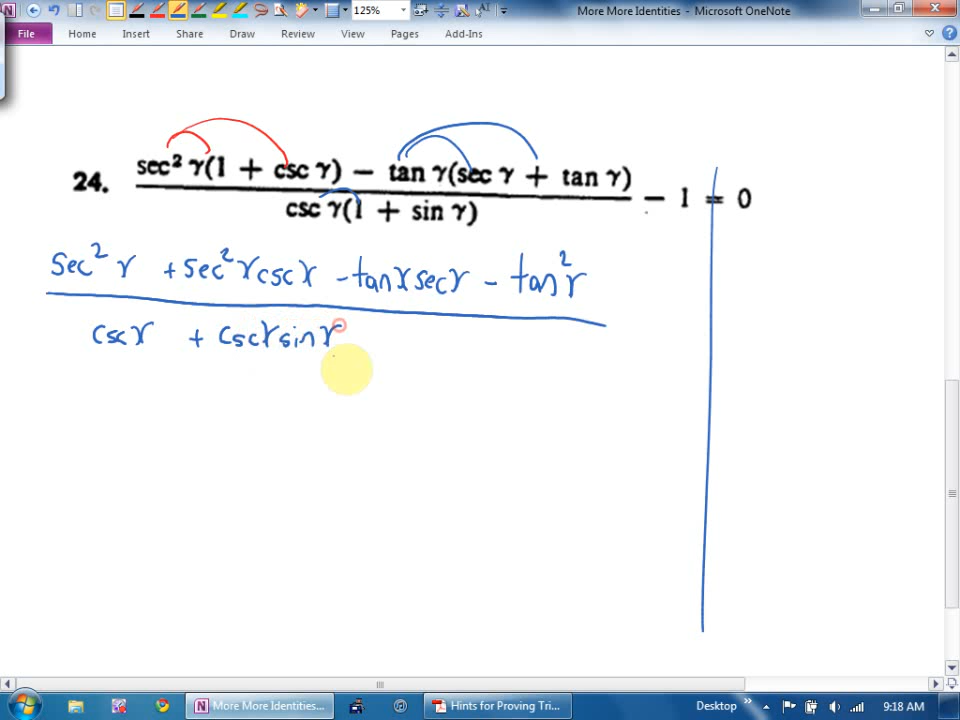 More More Identities - Microsoft OneNote
125%
File Home Insert Share Draw Review View Pages Add-Ins
24. sec² γ(1 + csc γ) − tan γ(sec γ + tan γ)
csc γ(1 + sin γ)
− 1 = 0
sec² γ + sec² γ csc γ − tan γ sec γ − tan² γ
csc γ + csc γ sin γ
More More Identities... Hints for Proving Tri... Desktop » 9:18 AM